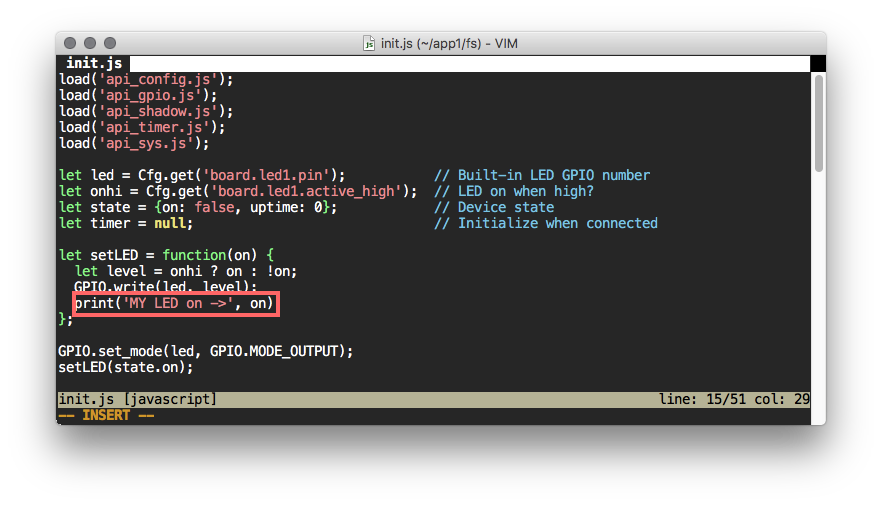 init.js (~/app1/fs) - VIM
init.js
load('api_config.js');
load('api_gpio.js');
load('api_shadow.js');
load('api_timer.js');
load('api_sys.js');
let led = Cfg.get('board.led1.pin');           // Built-in LED GPIO number
let onhi = Cfg.get('board.led1.active_high');  // LED on when high?
let state = {on: false, uptime: 0};            // Device state
let timer = null;                              // Initialize when connected
let setLED = function(on) {
  let level = onhi ? on : !on;
  GPIO.write(led, level);
  print('MY LED on ->', on)
};
GPIO.set_mode(led, GPIO.MODE_OUTPUT);
setLED(state.on);
init.js [javascript] line: 15/51 col: 29
-- INSERT --